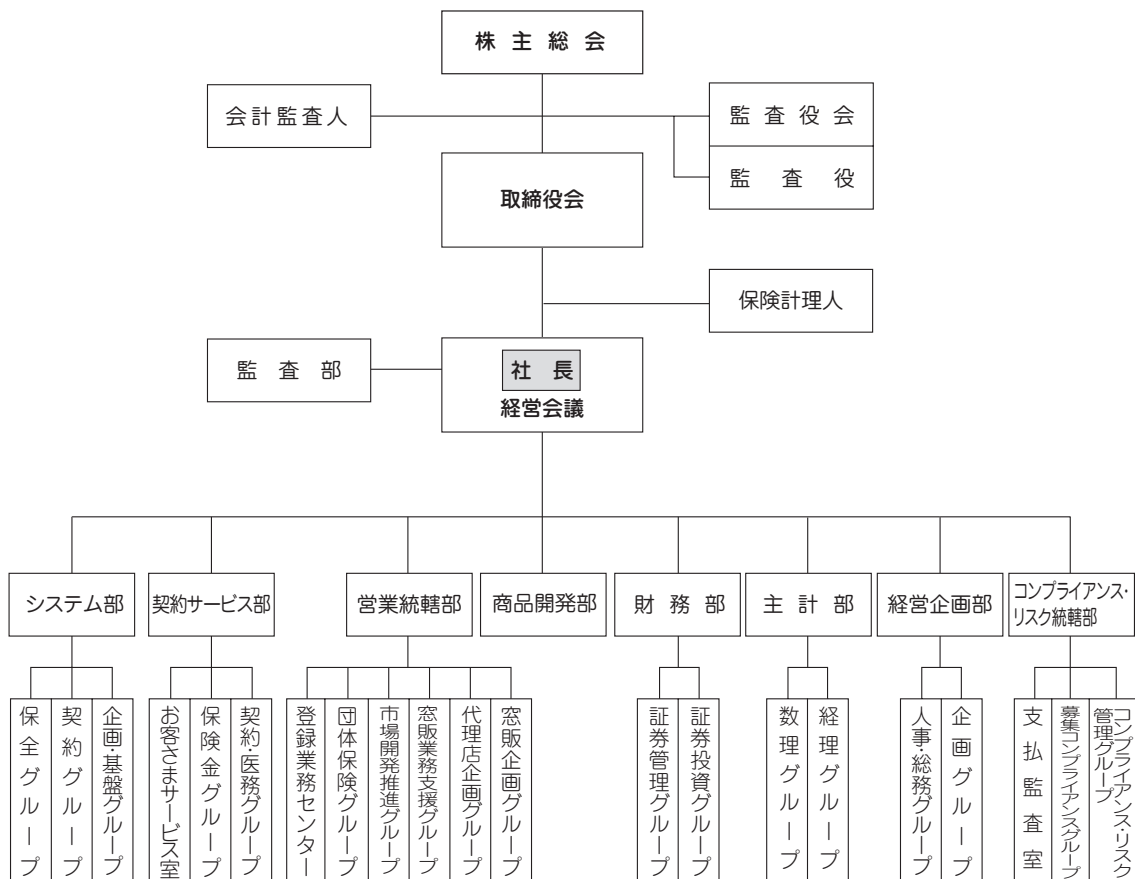 株主総会
会計監査人
監査役会
監査役
取締役会
保険計理人
監査部
社長
経営会議
システム部
契約サービス部
営業統轄部
商品開発部
財務部
主計部
経営企画部
コンプライアンス・
リスク統轄部
保全グループ
契約グループ
企画・基盤グループ
お客さまサービス室
保険金グループ
契約・医務グループ
登録業務センター
団体保険グループ
市場開発推進グループ
窓販業務支援グループ
代理店企画グループ
窓販企画グループ
証券管理グループ
証券投資グループ
数理グループ
経理グループ
人事・総務グループ
企画グループ
支払監査室
募集コンプライアンスグループ
コンプライアンス・リスク
管理グループ